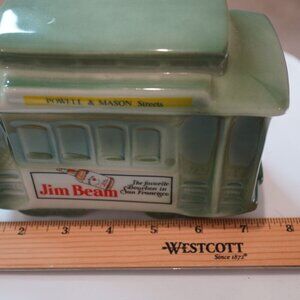 POWELL & MASON Streets
Jim Beam
The favorite
Bourbon in
San Francisco
2 3 4 5 6 7 8
WESTCOTT
Since 1872